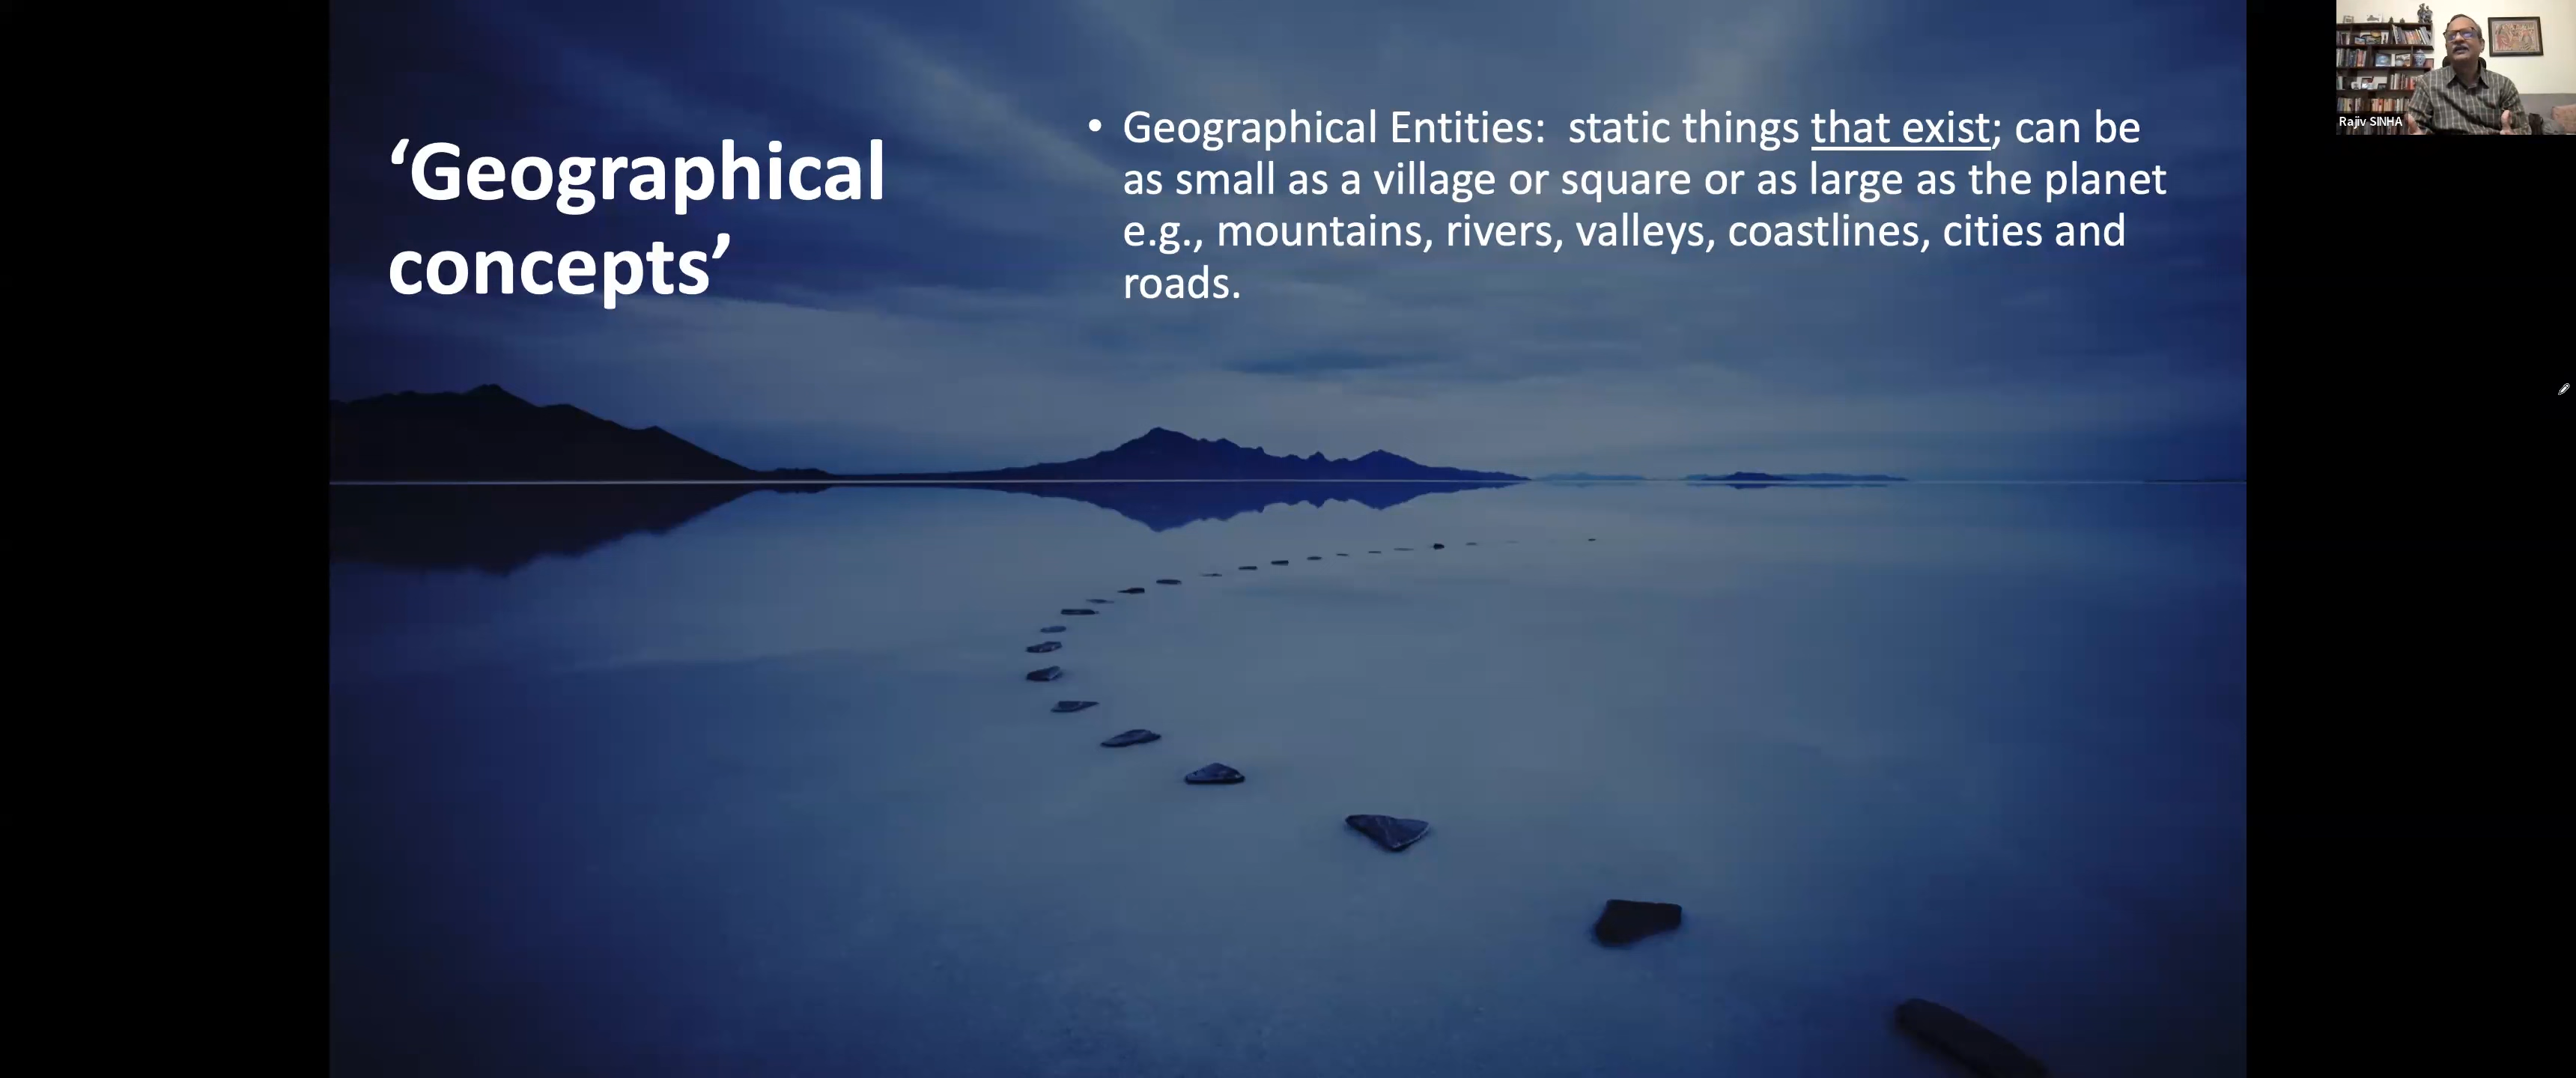 ‘Geographical
concepts’
• Geographical Entities:  static things that exist; can be
as small as a village or square or as large as the planet
e.g., mountains, rivers, valleys, coastlines, cities and
roads.
Rajiv SINHA